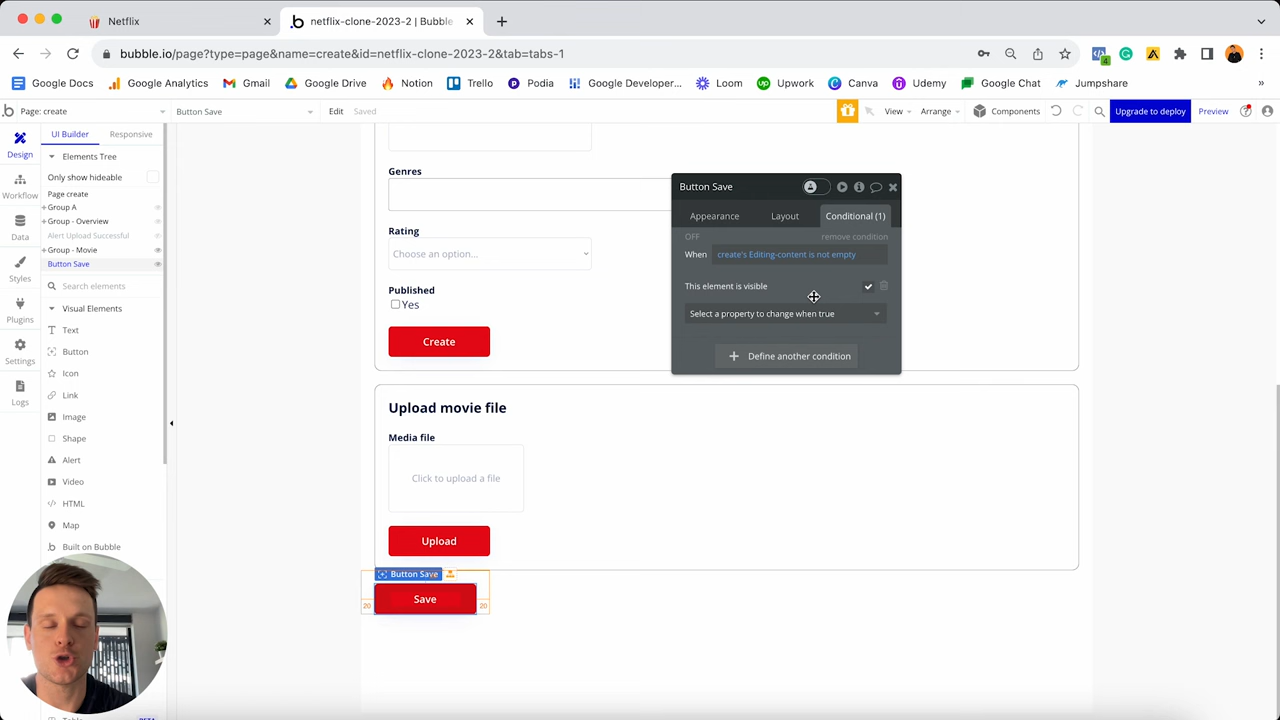 Netflix
netflix-clone-2023-2 | Bubble
bubble.io/page?type=page&name=create&id=netflix-clone-2023-2&tab=tabs-1
4
Google Docs
Google Analytics
Gmail
Google Drive
Notion
Trello
Podia
Google Developer...
Loom
Upwork
Canva
Udemy
Google Chat
Jumpshare
»
Page: create
Button Save
Edit
Saved
View
Arrange
Components
Upgrade to deploy
Preview
Design
Workflow
Data
Styles
Plugins
Settings
Logs
UI Builder
Responsive
Elements Tree
Only show hideable
Page create
Group A
Group - Overview
Alert Upload Successful
Group - Movie
Button Save
Search elements
Visual Elements
Text
Button
Icon
Link
Image
Shape
Alert
Video
HTML
Map
Built on Bubble
BETA
Genres
Rating
Choose an option...
Published
Yes
Create
Button Save
Appearance
Layout
Conditional (1)
OFF
remove condition
When
create's Editing-content is not empty
This element is visible
Select a property to change when true
Define another condition
Upload movie file
Media file
Click to upload a file
Upload
Button Save
20
Save
20